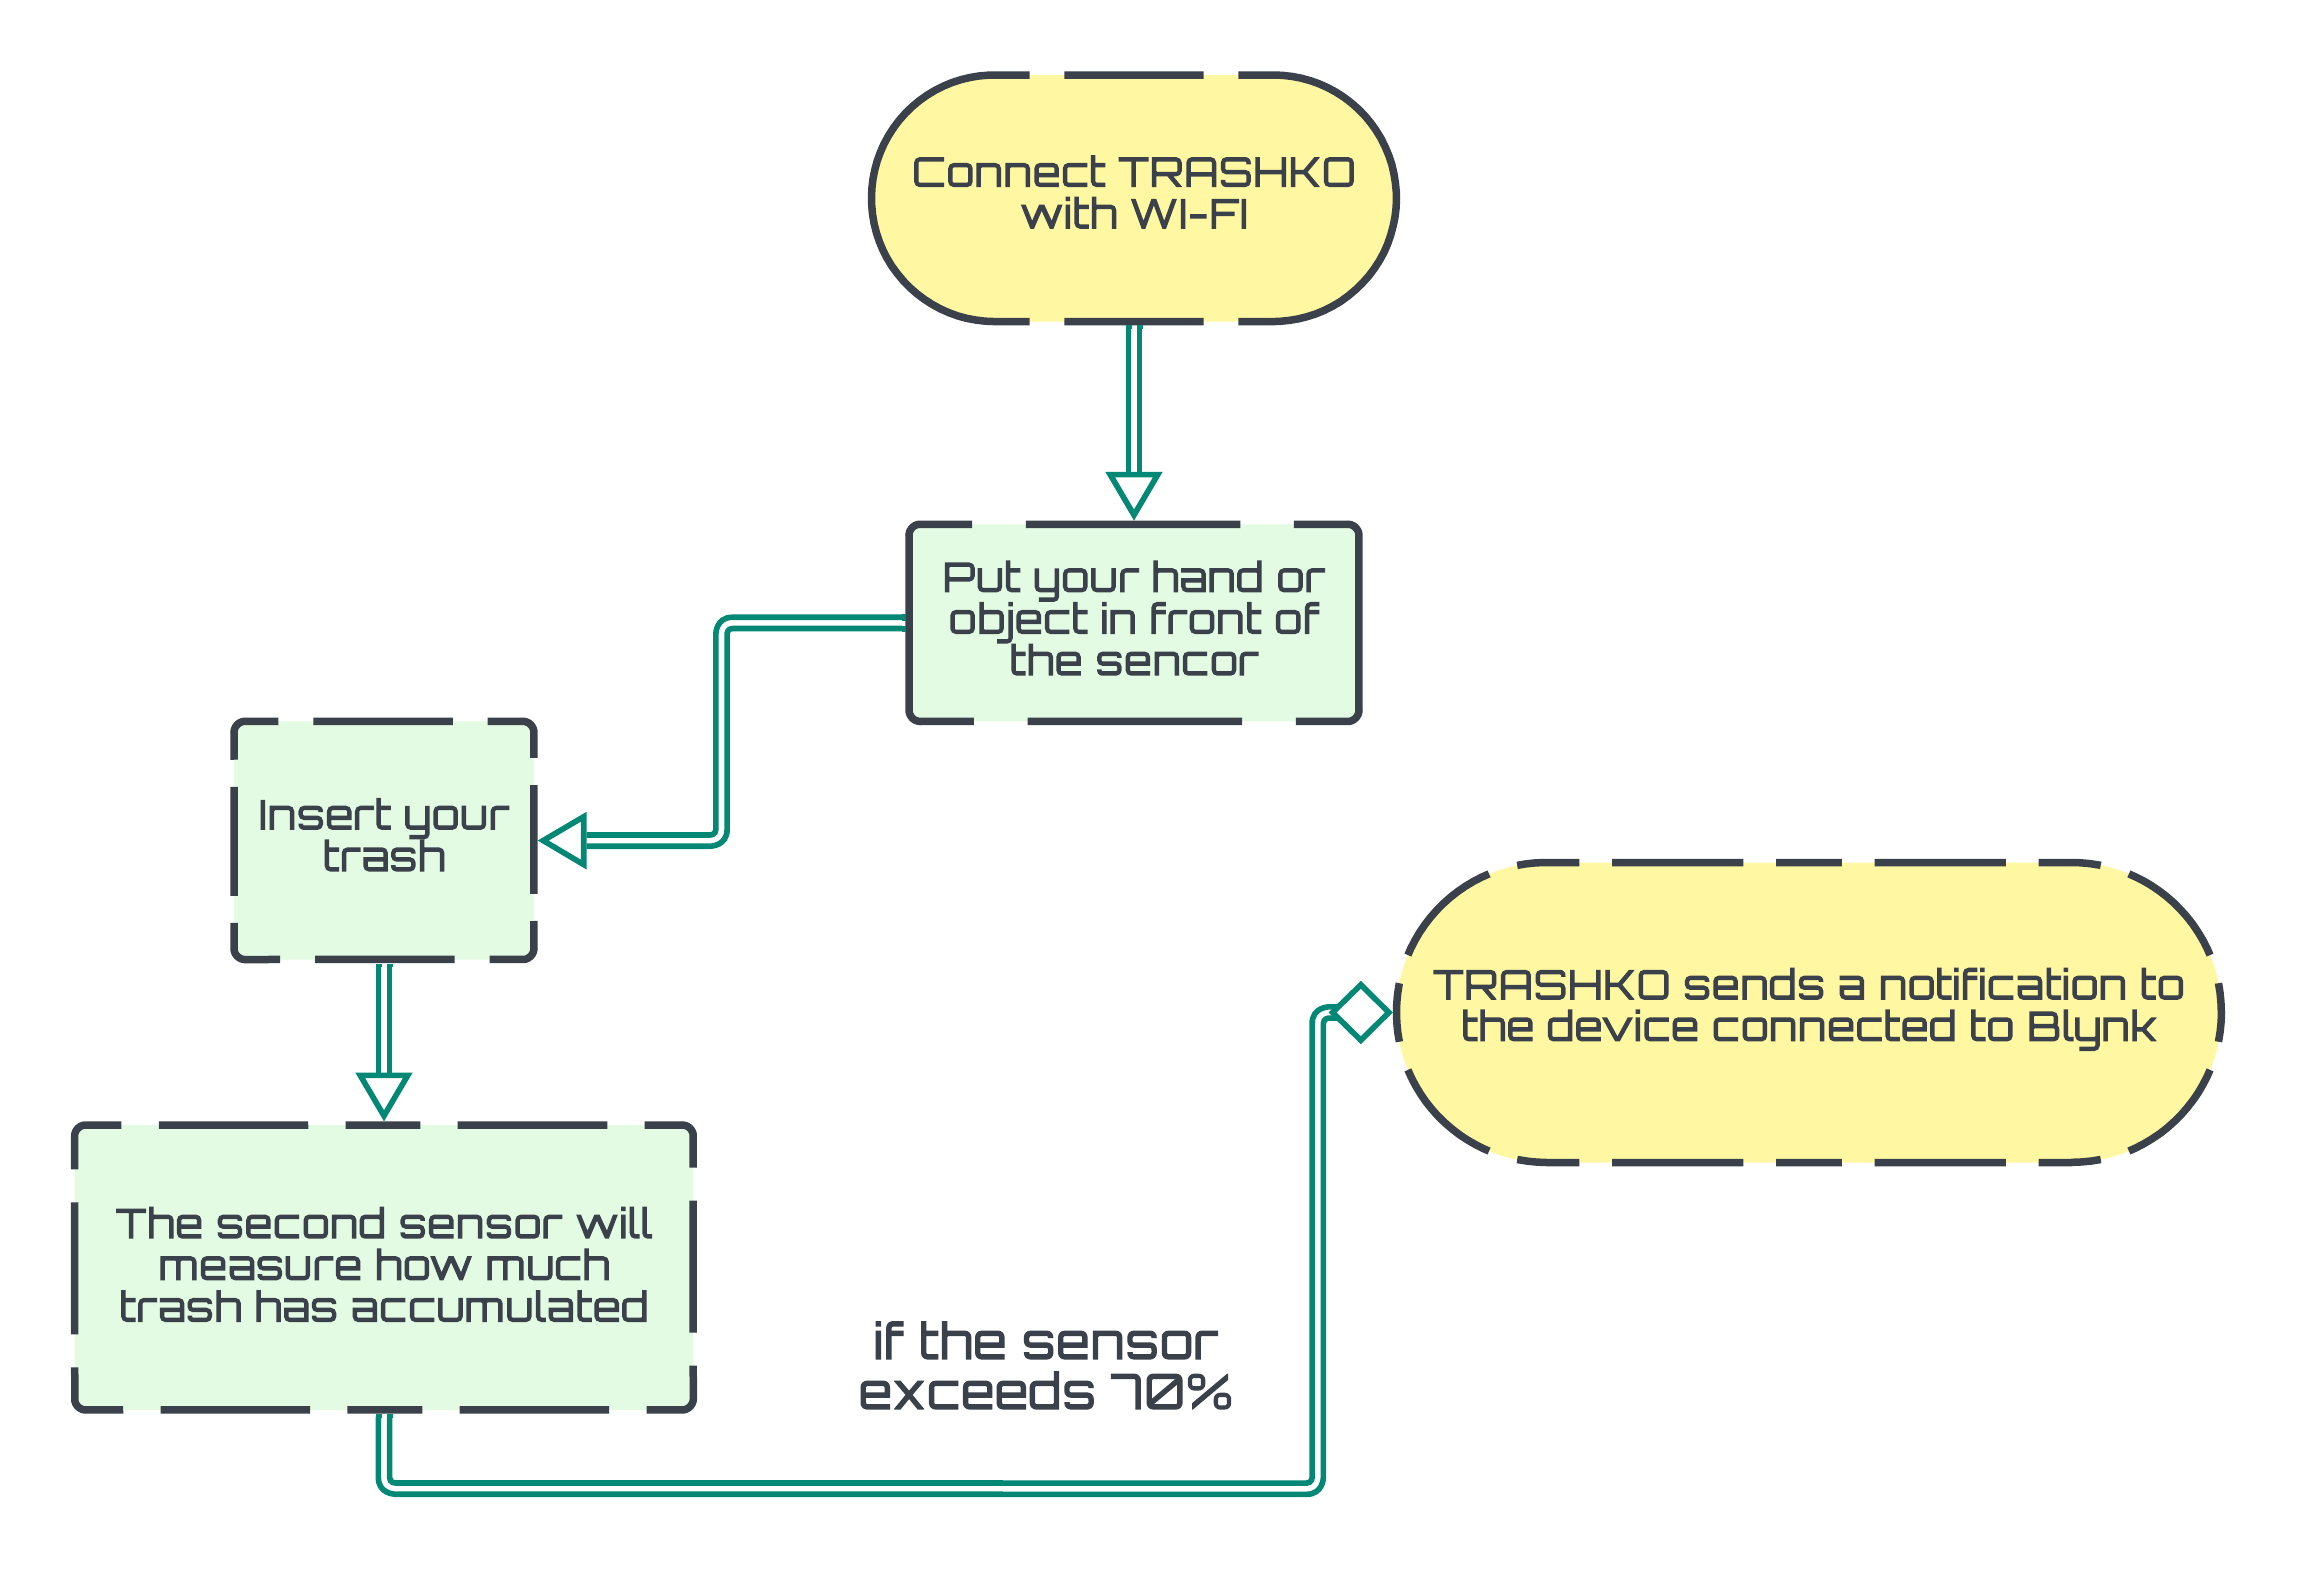 Connect TRASHKO
with WI-FI
Put your hand or
object in front of
the sencor
Insert your
trash
TRASHKO sends a notification to
the device connected to Blynk
The second sensor will
measure how much
trash has accumulated
if the sensor
exceeds 70%